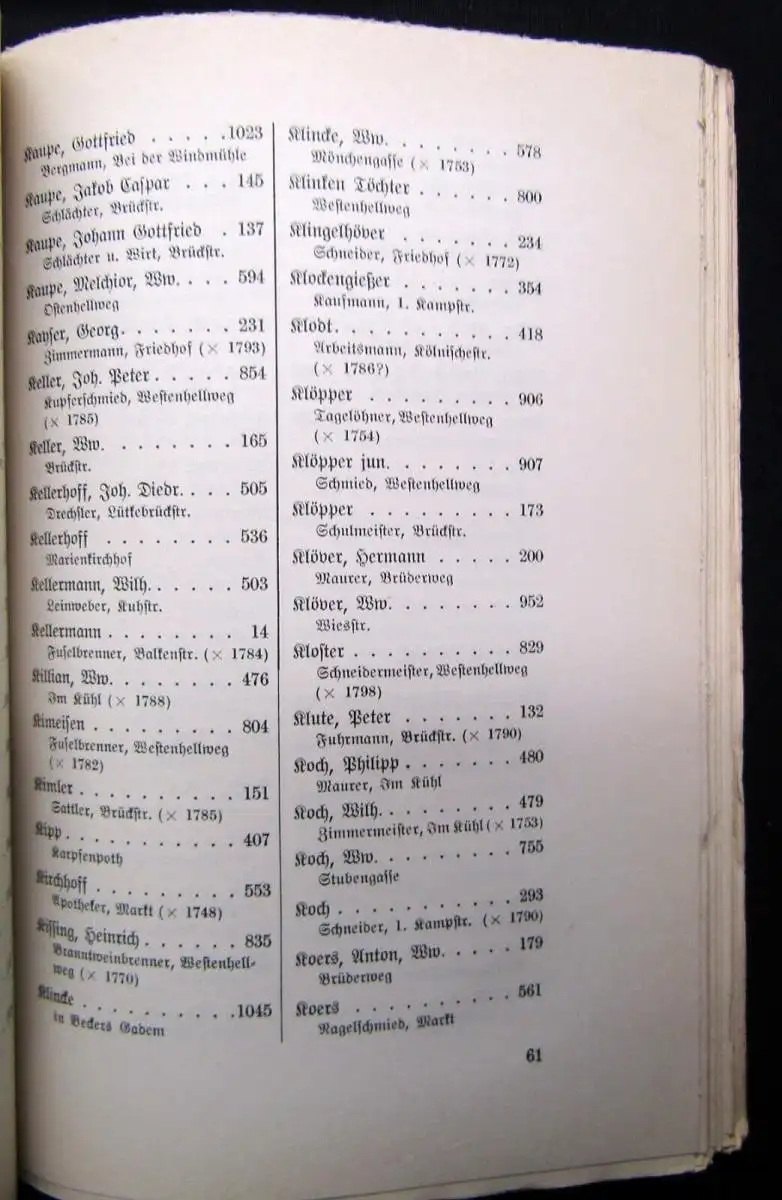 Kaupe, Gottfried . . . . .1023
Bergmann, Bei der Windmühle
Kaupe, Jakob Caspar . . . 145
Schlächter, Brückstr.
Kaupe, Johann Gottfried . 137
Schlächter u. Wirt, Brückstr.
Kaupe, Melchior, Ww. . . . 594
Ostenhellweg
Kayser, Georg. . . . . . . 231
Zimmermann, Friedhof (× 1793)
Keller, Joh. Peter . . . . . 854
Kupferschmied, Westenhellweg
(× 1785)
Keller, Ww. . . . . . . . 165
Brückstr.
Kellerhoff, Joh. Diedr. . . . 505
Drechsler, Lütkebrückstr.
Kellerhoff . . . . . . . . 536
Marienkirchhof
Kellermann, Wilh. . . . . . 503
Leinweber, Kuhstr.
Kellermann . . . . . . . . 14
Fuselbrenner, Balkenstr. (× 1784)
Killian, Ww. . . . . . . . 476
Im Kühl (× 1788)
Kimeisen . . . . . . . . . 804
Fuselbrenner, Westenhellweg
(× 1782)
Kimler . . . . . . . . . . 151
Sattler, Brückstr. (× 1785)
Kipp . . . . . . . . . . . 407
Karpfenpoth
Kirchhoff . . . . . . . . . 553
Apotheker, Markt (× 1748)
Kissing, Heinrich . . . . . . 835
Branntweinbrenner, Westenhell-
weg (× 1770)
Klincke . . . . . . . . . .1045
in Beckers Gadem
Klincke, Ww. . . . . . . . 578
Mönchengasse (× 1753)
Klinken Töchter . . . . . . 800
Westenhellweg
Klingelhöver . . . . . . . 234
Schneider, Friedhof (× 1772)
Klockengießer . . . . . . . 354
Kaufmann, 1. Kampstr.
Klodt. . . . . . . . . . . 418
Arbeitsmann, Kölnischestr.
(× 1786?)
Klöpper . . . . . . . . . 906
Tagelöhner, Westenhellweg
(× 1754)
Klöpper jun. . . . . . . . 907
Schmied, Westenhellweg
Klöpper . . . . . . . . . 173
Schulmeister, Brückstr.
Klöver, Hermann . . . . . 200
Maurer, Brüderweg
Klöver, Ww. . . . . . . . 952
Wiesstr.
Kloster . . . . . . . . . . 829
Schneidermeister, Westenhellweg
(× 1798)
Klute, Peter . . . . . . . 132
Fuhrmann, Brückstr. (× 1790)
Koch, Philipp . . . . . . . 480
Maurer, Im Kühl
Koch, Wilh. . . . . . . . . 479
Zimmermeister, Im Kühl (× 1753)
Koch, Ww. . . . . . . . . 755
Stubengasse
Koch . . . . . . . . . . . 293
Schneider, 1. Kampstr. (× 1790)
Koers, Anton, Ww. . . . . 179
Brüderweg
Koers . . . . . . . . . . 561
Nagelschmied, Markt
61